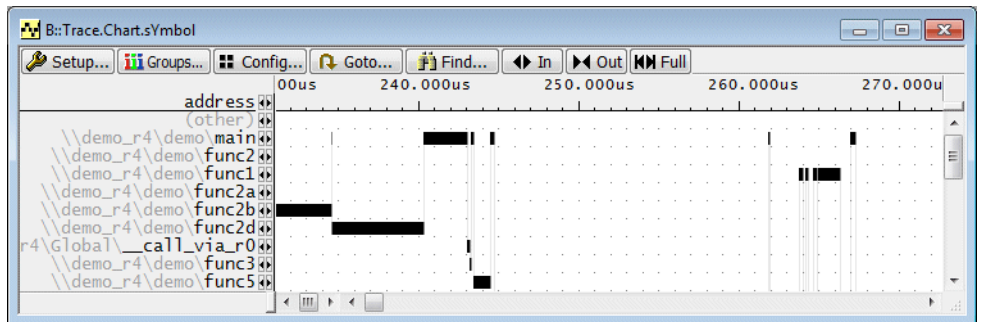 B::Trace.Chart.sYmbol
Setup... Groups... Config... Goto... Find... In Out Full
00us 240.000us 250.000us 260.000us 270.000u
address
(other)
\\demo_r4\demo\main
\\demo_r4\demo\func2
\\demo_r4\demo\func1
\\demo_r4\demo\func2a
\\demo_r4\demo\func2b
\\demo_r4\demo\func2d
r4\Global\__call_via_r0
\\demo_r4\demo\func3
\\demo_r4\demo\func5